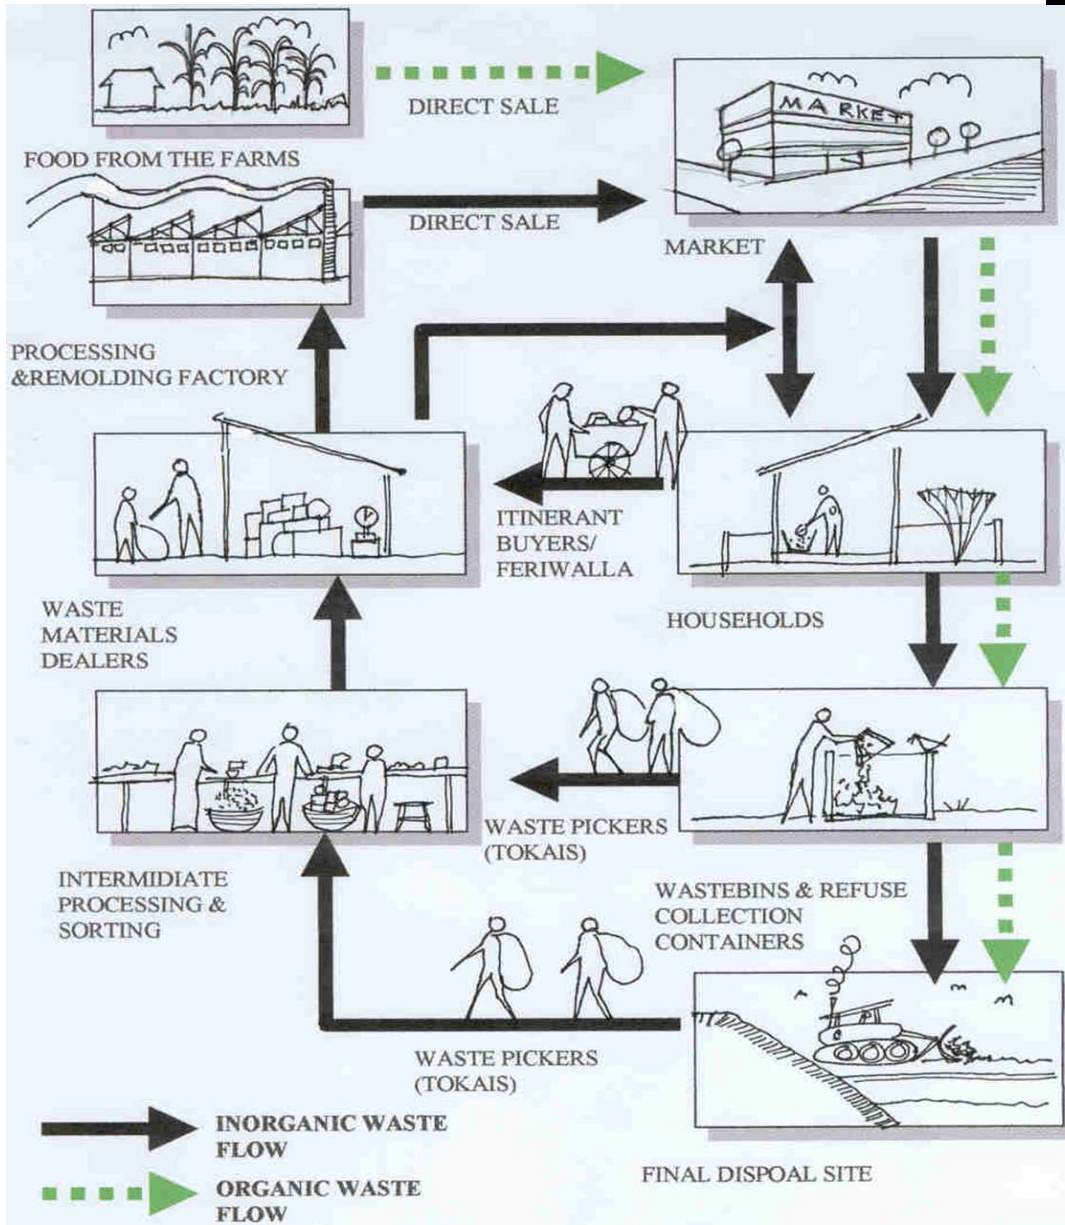 DIRECT SALE
FOOD FROM THE FARMS
MARKET
DIRECT SALE
MARKET
PROCESSING
&REMOLDING FACTORY
ITINERANT
BUYERS/
FERIWALLA
WASTE
MATERIALS
DEALERS
HOUSEHOLDS
WASTE PICKERS
(TOKAIS)
INTERMIDIATE
PROCESSING &
SORTING
WASTEBINS & REFUSE
COLLECTION
CONTAINERS
WASTE PICKERS
(TOKAIS)
INORGANIC WASTE
FLOW
FINAL DISPOAL SITE
ORGANIC WASTE
FLOW